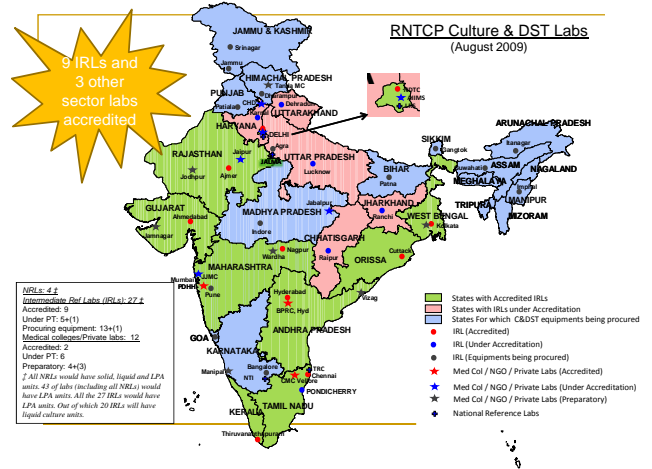 RNTCP Culture & DST Labs
(August 2009)
9 IRLs and
3 other
sector labs
accredited
JAMMU & KASHMIR
Srinagar
Jammu
HIMACHAL PRADESH
Tanda MC
Dharampur
PUNJAB
CHD
Dehradun
Patiala
Karnal
UTTARAKHAND
HARYANA
DELHI
NDTC
AIIMS
LRS
ARUNACHAL PRADESH
Itanagar
SIKKIM
Gangtok
Agra
JALMA
RAJASTHAN
Jaipur
Jodhpur
Ajmer
UTTAR PRADESH
Lucknow
BIHAR
Patna
Guwahati
ASSAM
NAGALAND
MEGHALAYA
Imphal
MANIPUR
TRIPURA
MIZORAM
GUJARAT
Ahmedabad
Jamnagar
Jabalpur
MADHYA PRADESH
Indore
JHARKHAND
Ranchi
WEST BENGAL
Kolkata
CHHATISGARH
Raipur
ORISSA
Cuttack
Nagpur
Wardha
MAHARASHTRA
Mumbai
JJMC
PDHH
Pune
Hyderabad
BPRC, Hyd
Vizag
ANDHRA PRADESH
GOA
KARNATAKA
Bangalore
NTI
Manipal
TRC
Chennai
CMC Vellore
PONDICHERRY
TAMIL NADU
KERALA
Thiruvananthapuram
NRLs: 4 ‡
Intermediate Ref Labs (IRLs): 27 ‡
Accredited: 9
Under PT: 5+(1)
Procuring equipment: 13+(1)
Medical colleges/Private labs: 12
Accredited: 2
Under PT: 6
Preparatory: 4+(3)
‡ All NRLs would have solid, liquid and LPA
units. 43 of labs (including all NRLs) would
have LPA units. All the 27 IRLs would have
LPA units. Out of which 20 IRLs will have
liquid culture units.
States with Accredited IRLs
States with IRLs under Accreditation
States For which C&DST equipments being procured
IRL (Accredited)
IRL (Under Accreditation)
IRL (Equipments being procured)
Med Col / NGO / Private Labs (Accredited)
Med Col / NGO / Private Labs (Under Accreditation)
Med Col / NGO / Private Labs (Preparatory)
National Reference Labs